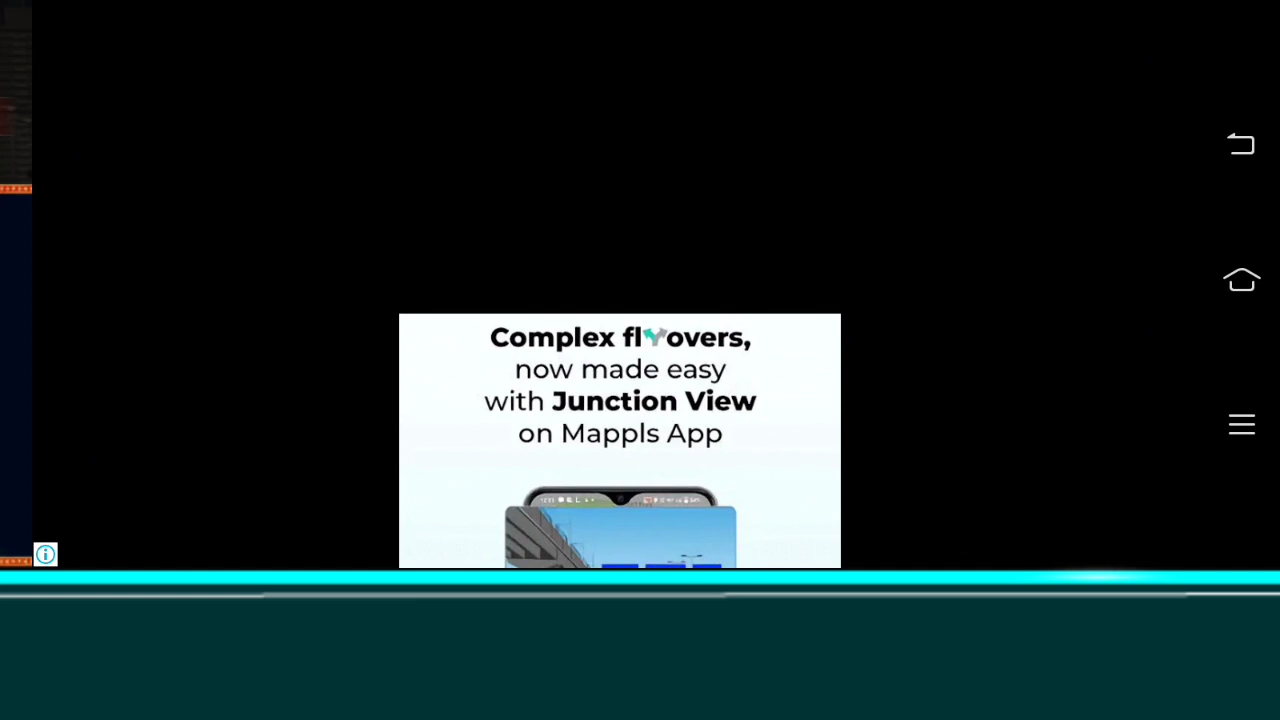 Complex flyovers,
now made easy
with Junction View
on Mappls App